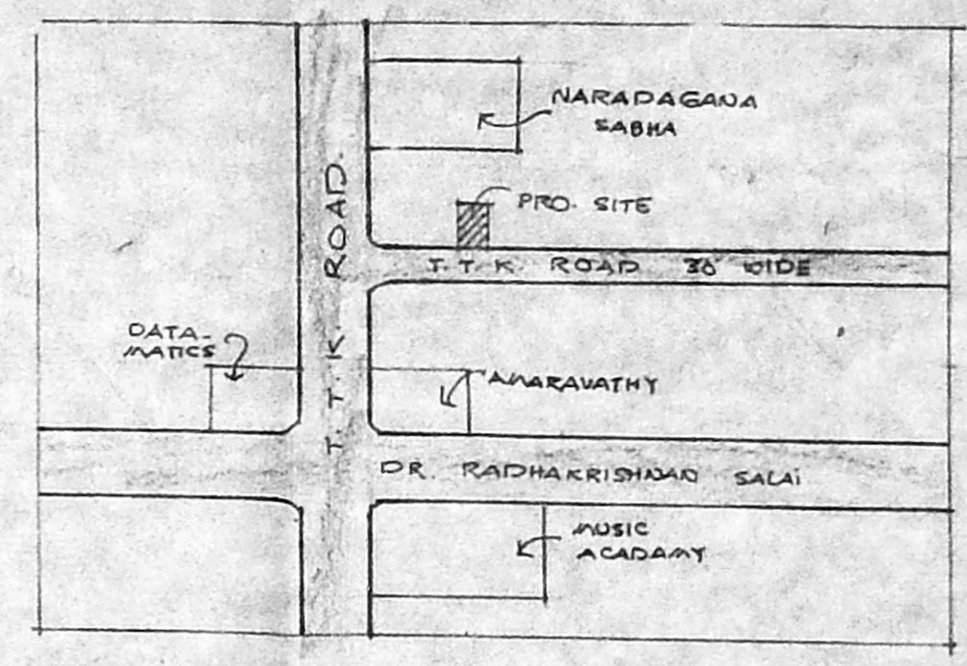 NARADAGANA
SABHA
PRO. SITE
T.T.K. ROAD 30' WIDE
T.T.K. ROAD.
DATA-
MATICS
AMARAVATHY
DR. RADHAKRISHNAN SALAI
MUSIC
ACADAMY